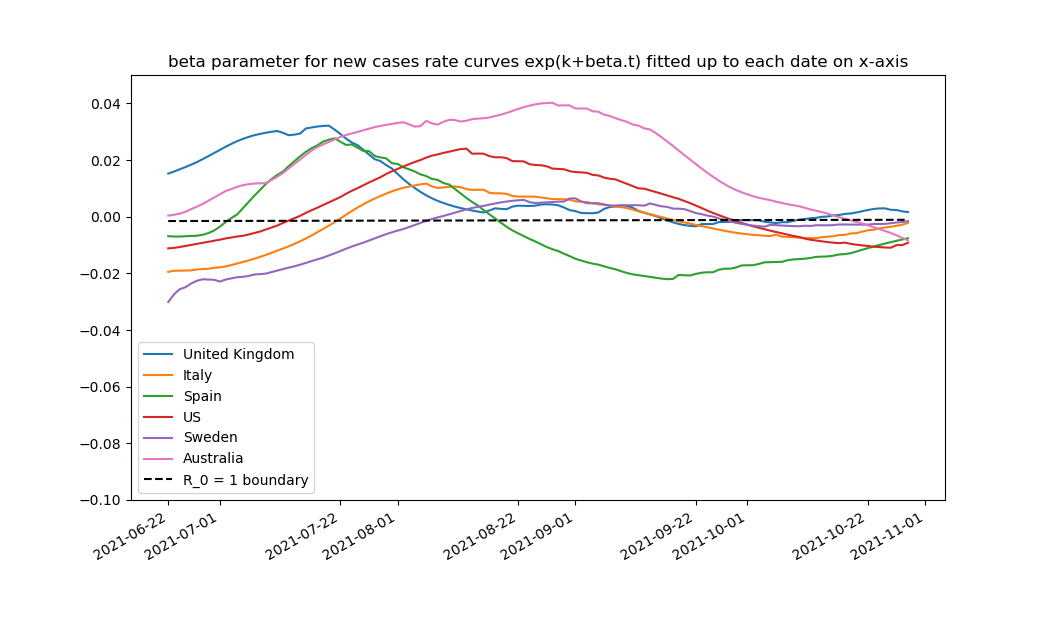 beta parameter for new cases rate curves exp(k+beta.t) fitted up to each date on x-axis
0.04
0.02
0.00
−0.02
−0.04
−0.06
−0.08
−0.10
United Kingdom
Italy
Spain
US
Sweden
Australia
R_0 = 1 boundary
2021-06-22
2021-07-01
2021-07-22
2021-08-01
2021-08-22
2021-09-01
2021-09-22
2021-10-01
2021-10-22
2021-11-01